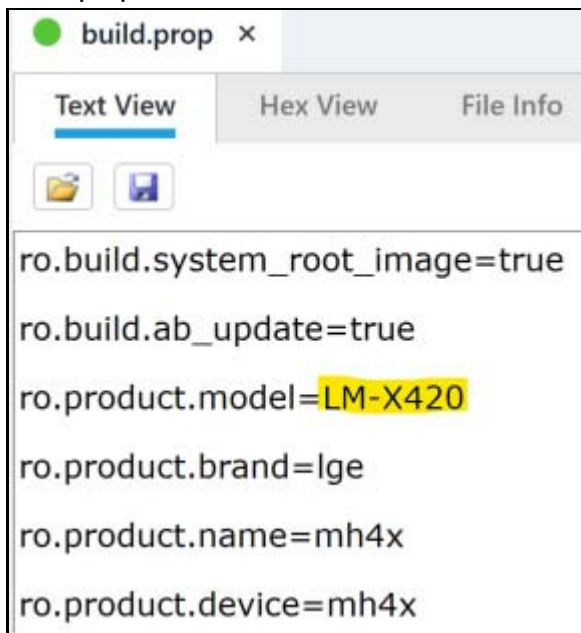 build.prop ×
Text View Hex View File Info
ro.build.system_root_image=true
ro.build.ab_update=true
ro.product.model=LM-X420
ro.product.brand=lge
ro.product.name=mh4x
ro.product.device=mh4x